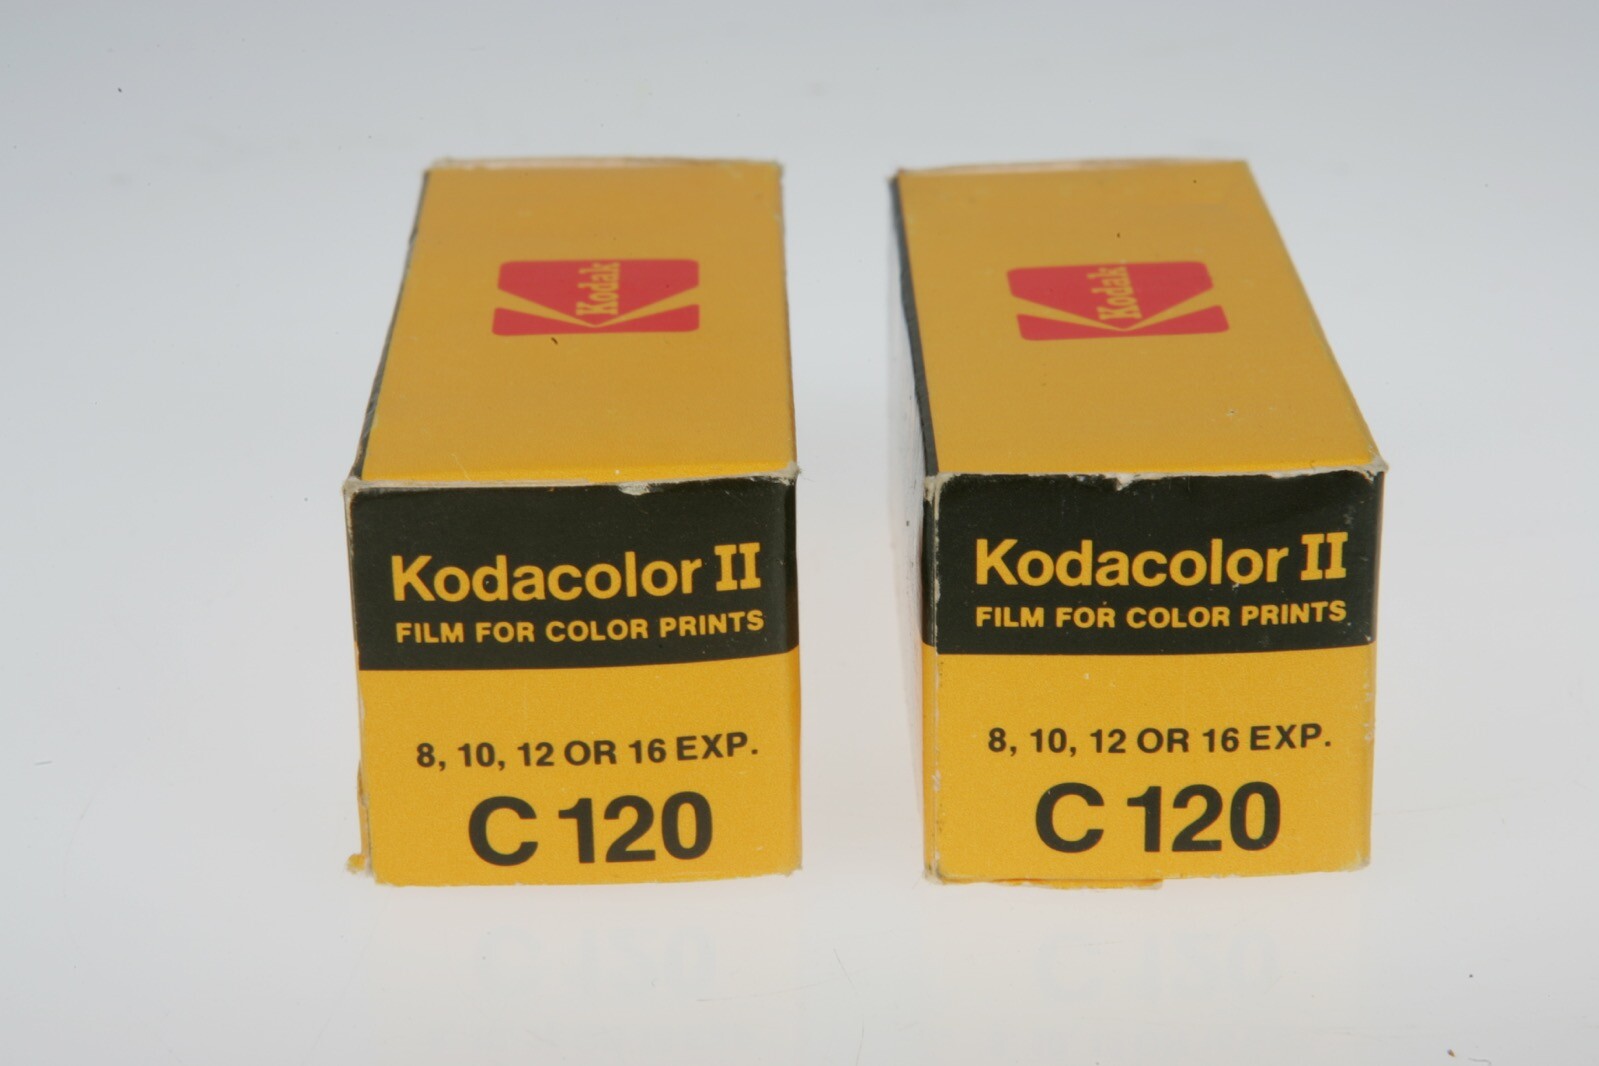 Kodak
Kodacolor II
FILM FOR COLOR PRINTS
8, 10, 12 OR 16 EXP.
C 120
Kodak
Kodacolor II
FILM FOR COLOR PRINTS
8, 10, 12 OR 16 EXP.
C 120